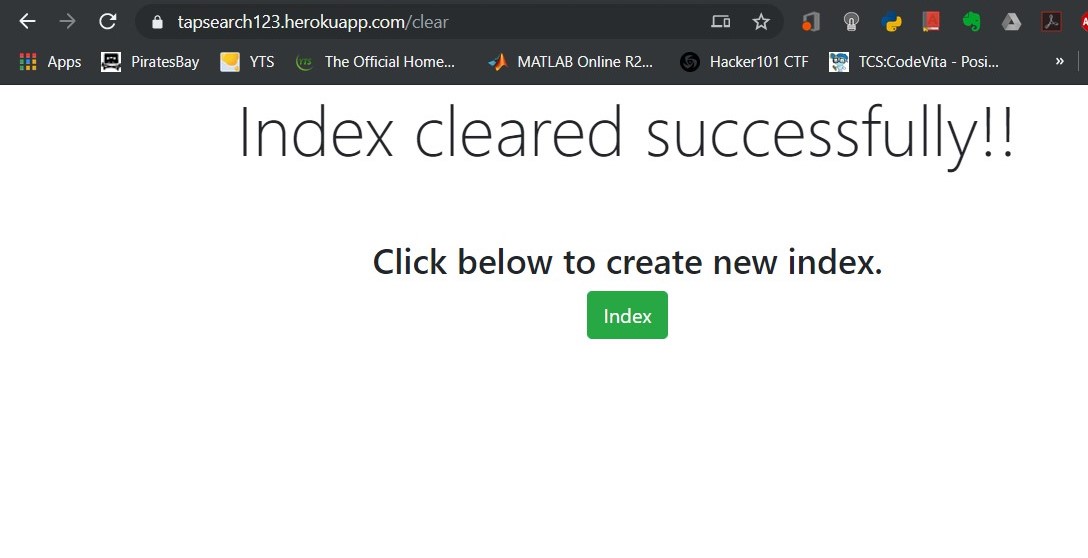 tapsearch123.herokuapp.com/clear
Apps PiratesBay YTS The Official Home... MATLAB Online R2... Hacker101 CTF TCS:CodeVita - Posi... »
Index cleared successfully!!
Click below to create new index.
Index